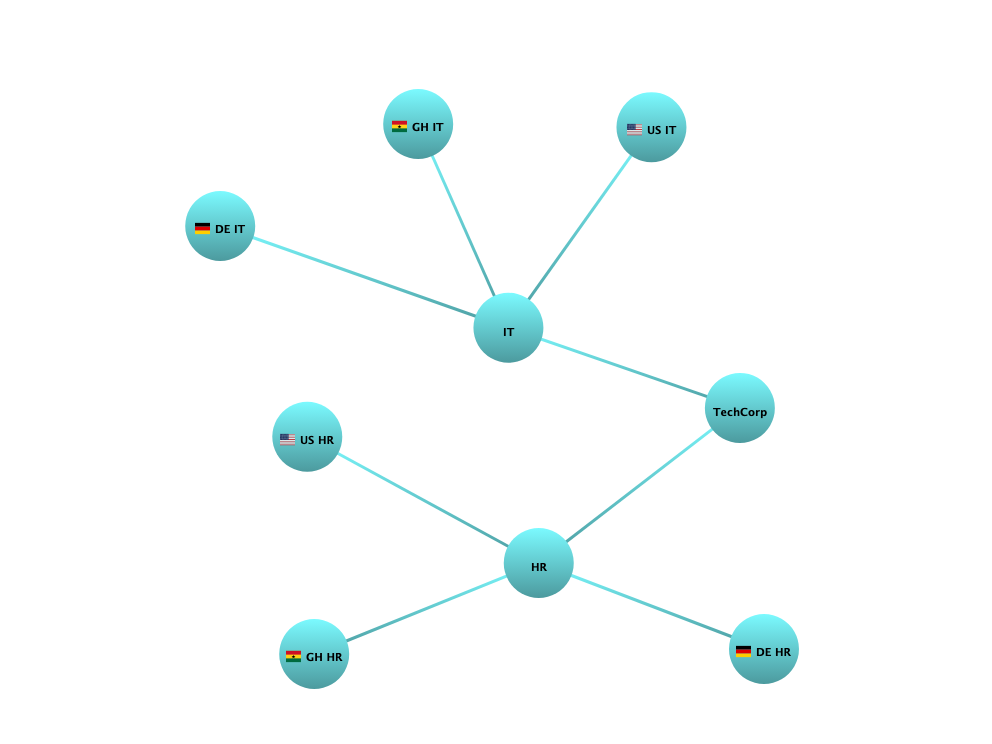 GH IT
US IT
DE IT
IT
TechCorp
US HR
HR
GH HR
DE HR